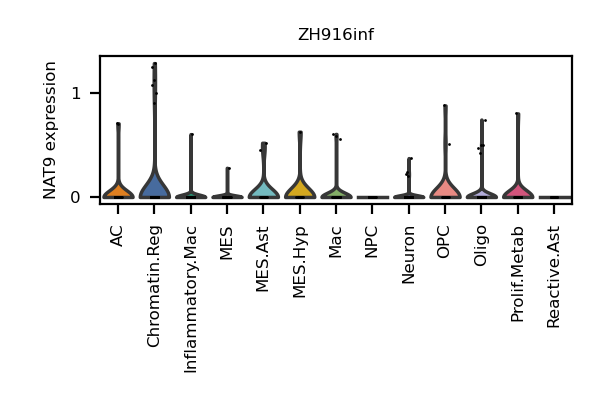 ZH916inf
NAT9 expression
1
0
AC
Chromatin.Reg
Inflammatory.Mac
MES
MES.Ast
MES.Hyp
Mac
NPC
Neuron
OPC
Oligo
Prolif.Metab
Reactive.Ast